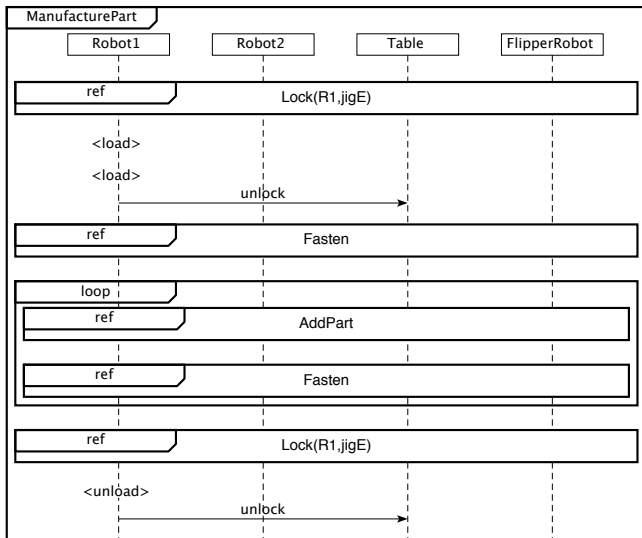 ManufacturePart
Robot1 Robot2 Table FlipperRobot
ref
Lock(R1,jigE)
<load>
<load>
unlock
ref
Fasten
loop
ref
AddPart
ref
Fasten
ref
Lock(R1,jigE)
<unload>
unlock